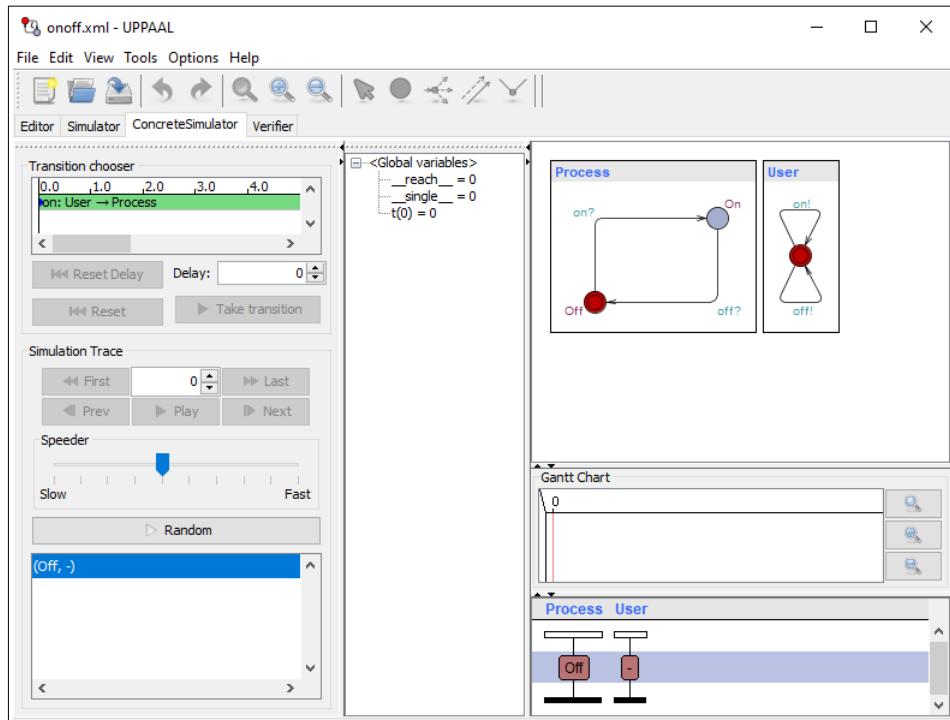 onoff.xml - UPPAAL
File Edit View Tools Options Help
Editor Simulator ConcreteSimulator Verifier
Transition chooser
0.0 1.0 2.0 3.0 4.0
on: User → Process
Reset Delay Delay: 0
Reset Take transition
Simulation Trace
First 0 Last
Prev Play Next
Speeder
Slow Fast
Random
(Off, -)
<Global variables>
__reach__ = 0
__single__ = 0
t(0) = 0
Process
On
on?
Off
off?
User
on!
off!
Gantt Chart
0
Process User
Off -